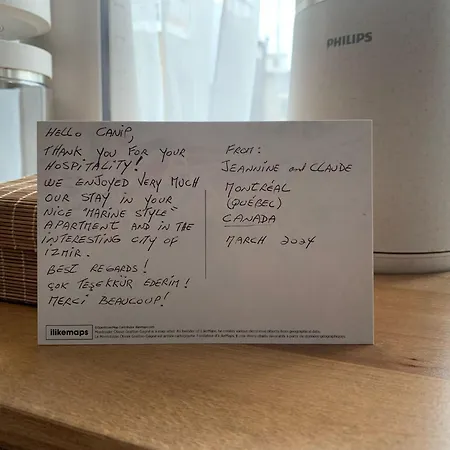 PHILIPS
HELLO CANIP,
THANK YOU FOR YOUR
HOSPITALITY!
WE ENJOYED VERY MUCH
OUR STAY IN YOUR
NICE "MARINE STYLE"
APARTMENT AND IN THE
INTERESTING CITY OF
IZMIR.
BEST REGARDS!
ÇOK TEŞEKKÜR EDERIM!
MERCI BEAUCOUP!
FROM:
JEANNINE and CLAUDE
MONTRÉAL
(QUÉBEC)
CANADA
MARCH 2024
ilikemaps